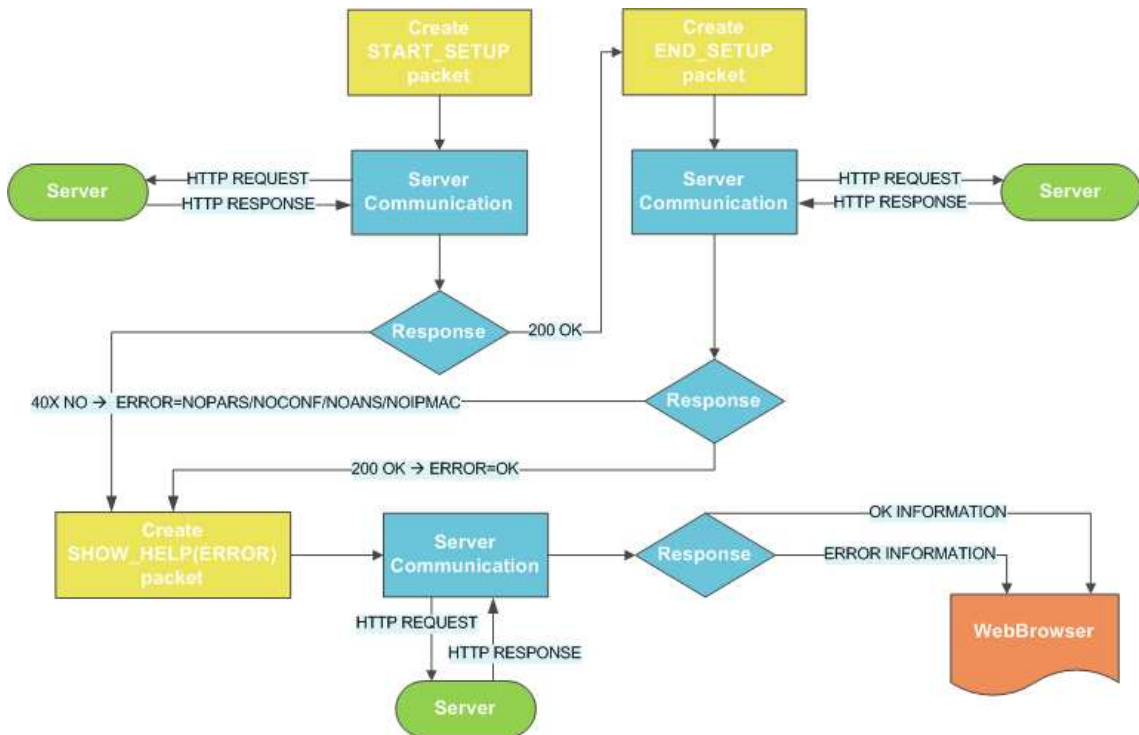 Create
START_SETUP
packet
Create
END_SETUP
packet
Server
HTTP REQUEST
HTTP RESPONSE
Server
Communication
Server
Communication
HTTP REQUEST
HTTP RESPONSE
Server
Response
200 OK
40X NO → ERROR=NOPARS/NOCONF/NOANS/NOIPMAC
Response
200 OK → ERROR=OK
Create
SHOW_HELP(ERROR)
packet
Server
Communication
Response
OK INFORMATION
ERROR INFORMATION
HTTP REQUEST
HTTP RESPONSE
WebBrowser
Server